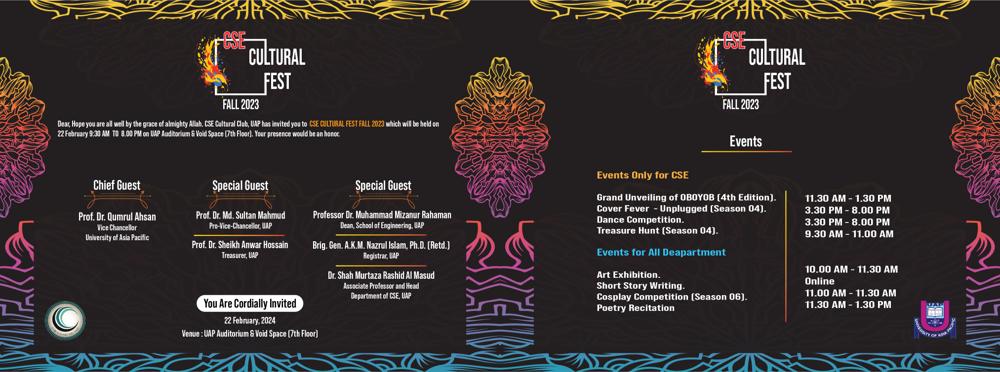 CSE
CULTURAL
FEST
FALL 2023
Dear, Hope you are all well by the grace of almighty Allah. CSE Cultural Club, UAP has invited you to CSE CULTURAL FEST FALL 2023 which will be held on
22 February 9:30 AM TO 8.00 PM on UAP Auditorium & Void Space (7th Floor). Your presence would be an honor.
Chief Guest
Prof. Dr. Qumrul Ahsan
Vice Chancellor
University of Asia Pacific
Special Guest
Prof. Dr. Md. Sultan Mahmud
Pro-Vice-Chancellor, UAP
Prof. Dr. Sheikh Anwar Hossain
Treasurer, UAP
Special Guest
Professor Dr. Muhammad Mizanur Rahaman
Dean, School of Engineering, UAP
Brig. Gen. A.K.M. Nazrul Islam, Ph.D. (Retd.)
Registrar, UAP
Dr. Shah Murtaza Rashid Al Masud
Associate Professor and Head
Department of CSE, UAP
You Are Cordially Invited
22 February, 2024
Venue : UAP Auditorium & Void Space (7th Floor)
CSE
CULTURAL
FEST
FALL 2023
Events
Events Only for CSE
Grand Unveiling of OBOYOB (4th Edition). 11.30 AM - 1.30 PM
Cover Fever - Unplugged (Season 04). 3.30 PM - 8.00 PM
Dance Competition. 3.30 PM - 8.00 PM
Treasure Hunt (Season 04). 9.30 AM - 11.00 AM
Events for All Deapartment
Art Exhibition. 10.00 AM - 11.30 AM
Short Story Writing. Online
Cosplay Competition (Season 06). 11.00 AM - 11.30 AM
Poetry Recitation 11.30 AM - 1.30 PM
UNIVERSITY OF ASIA PACIFIC